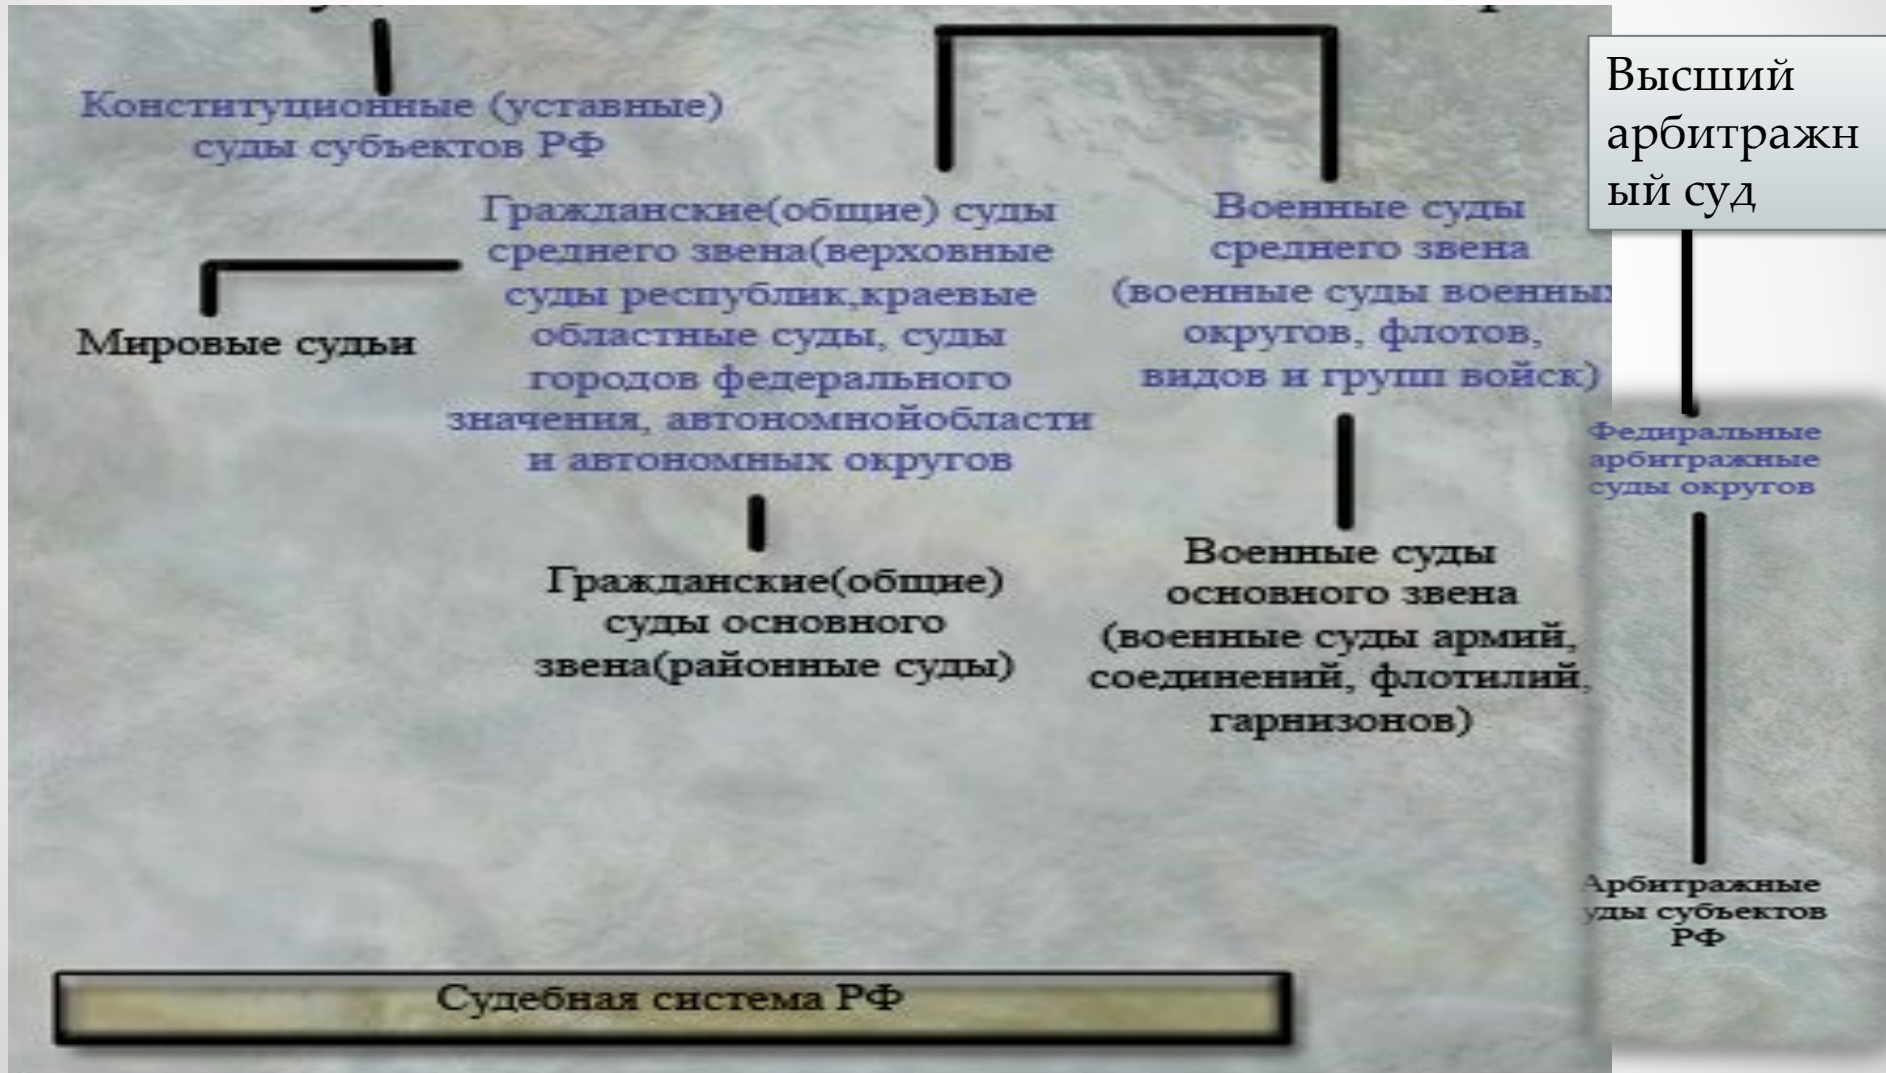 Конституционные (уставные)
суды субъектов РФ
Гражданские(общие) суды
среднего звена(верховные
суды республик,краевые
областные суды, суды
городов федерального
значения, автономнойобласти
и автономных округов
Мировые судьи
Гражданские(общие)
суды основного
звена(районные суды)
Военные суды
среднего звена
(военные суды военны
округов, флотов,
видов и групп войск)
Военные суды
основного звена
(военные суды армий,
соединений, флотилий,
гарнизонов)
Высший
арбитражн
ый суд
Федиральные
арбитражные
суды округов
Арбитражные
уды субъектов
РФ
Судебная система РФ